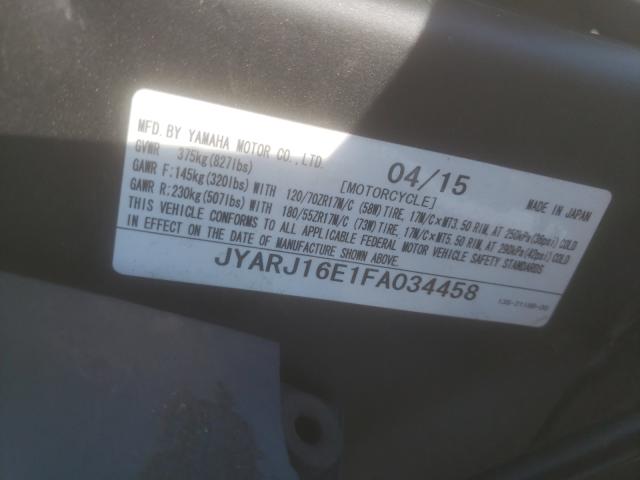 MFD. BY YAMAHA MOTOR CO., LTD. 04/15 MADE IN JAPAN
GVWR 375kg(827lbs) [MOTORCYCLE]
GAWR F: 145kg(320lbs) WITH 120/70ZR17M/C (58W) TIRE, 17M/C×MT3.50 RIM, AT 250kPa(36psi) COLD
GAWR R: 230kg(507lbs) WITH 180/55ZR17M/C (73W) TIRE, 17M/C×MT5.50 RIM, AT 290kPa(42psi) COLD
THIS VEHICLE CONFORMS TO ALL APPLICABLE FEDERAL MOTOR VEHICLE SAFETY STANDARDS
IN EFFECT ON THE DATE OF MANUFACTURE SHOWN ABOVE.
JYARJ16E1FA034458